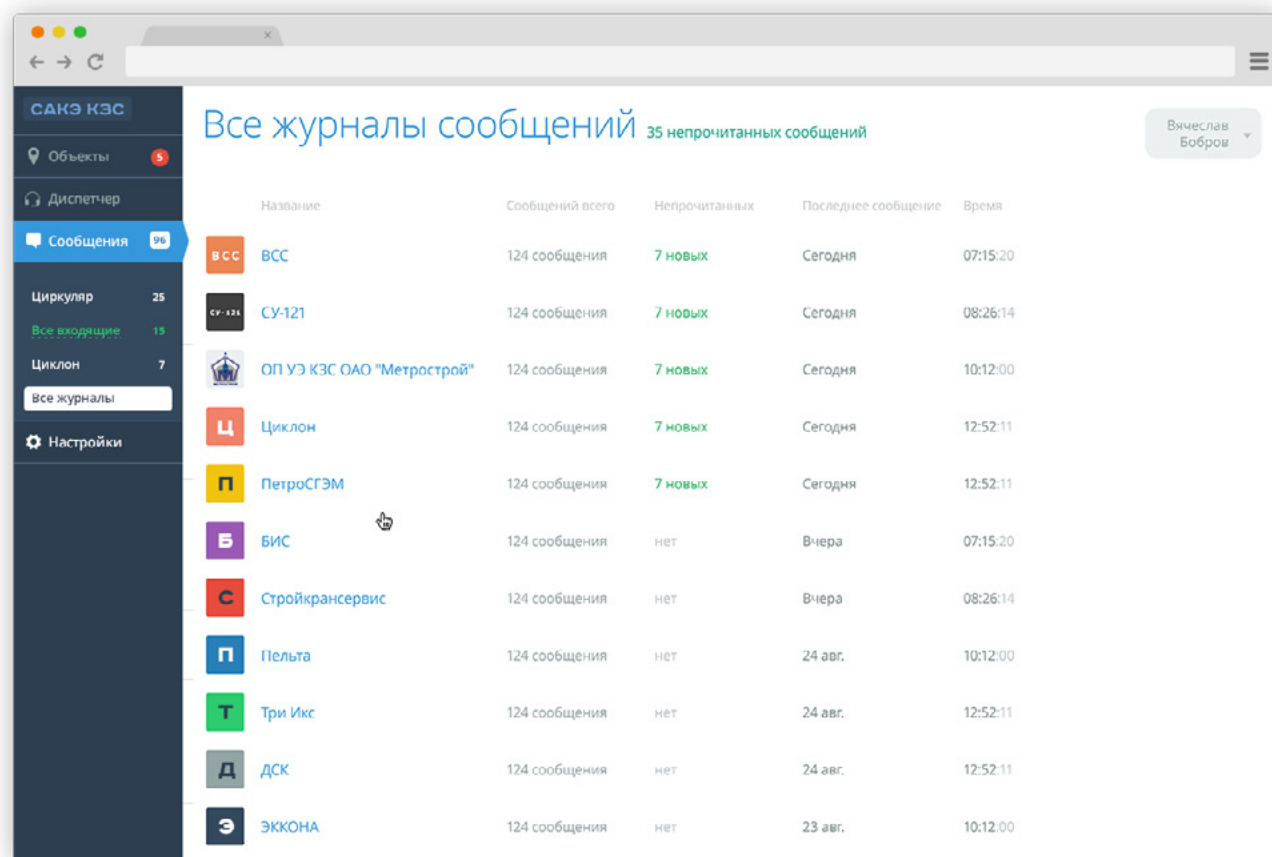 САКЭ КЗС
Объекты 5
Диспетчер
Сообщения 96
Циркуляр 25
Все входящие 15
Циклон 7
Все журналы
Настройки
Все журналы сообщений 35 непрочитанных сообщений
Вячеслав
Бобров
Название Сообщений всего Непрочитанных Последнее сообщение Время
ВСС ВСС 124 сообщения 7 новых Сегодня 07:15:20
СУ-121 СУ-121 124 сообщения 7 новых Сегодня 08:26:14
ОП УЭ КЗС ОАО "Метрострой" 124 сообщения 7 новых Сегодня 10:12:00
Ц Циклон 124 сообщения 7 новых Сегодня 12:52:11
П ПетроСГЭМ 124 сообщения 7 новых Сегодня 12:52:11
Б БИС 124 сообщения нет Вчера 07:15:20
С Стройкрансервис 124 сообщения нет Вчера 08:26:14
П Пельта 124 сообщения нет 24 авг. 10:12:00
Т Три Икс 124 сообщения нет 24 авг. 12:52:11
Д ДСК 124 сообщения нет 24 авг. 12:52:11
Э ЭККОНА 124 сообщения нет 23 авг. 10:12:00